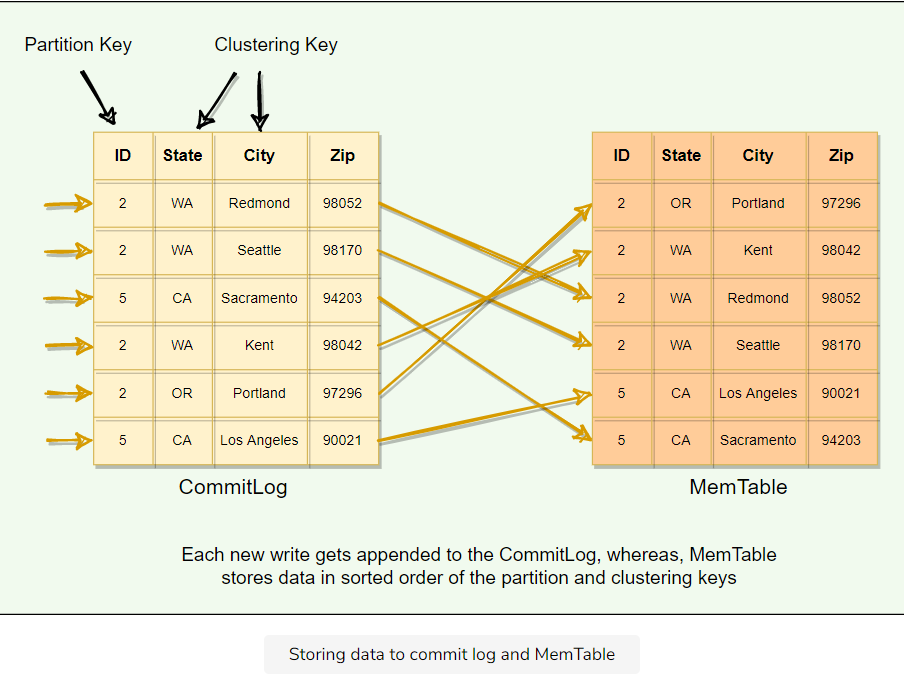 Partition Key Clustering Key
ID State City Zip ID State City Zip
2 WA Redmond 98052 2 OR Portland 97296
2 WA Seattle 98170 2 WA Kent 98042
5 CA Sacramento 94203 2 WA Redmond 98052
2 WA Kent 98042 2 WA Seattle 98170
2 OR Portland 97296 5 CA Los Angeles 90021
5 CA Los Angeles 90021 5 CA Sacramento 94203
CommitLog MemTable
Each new write gets appended to the CommitLog, whereas, MemTable
stores data in sorted order of the partition and clustering keys
Storing data to commit log and MemTable